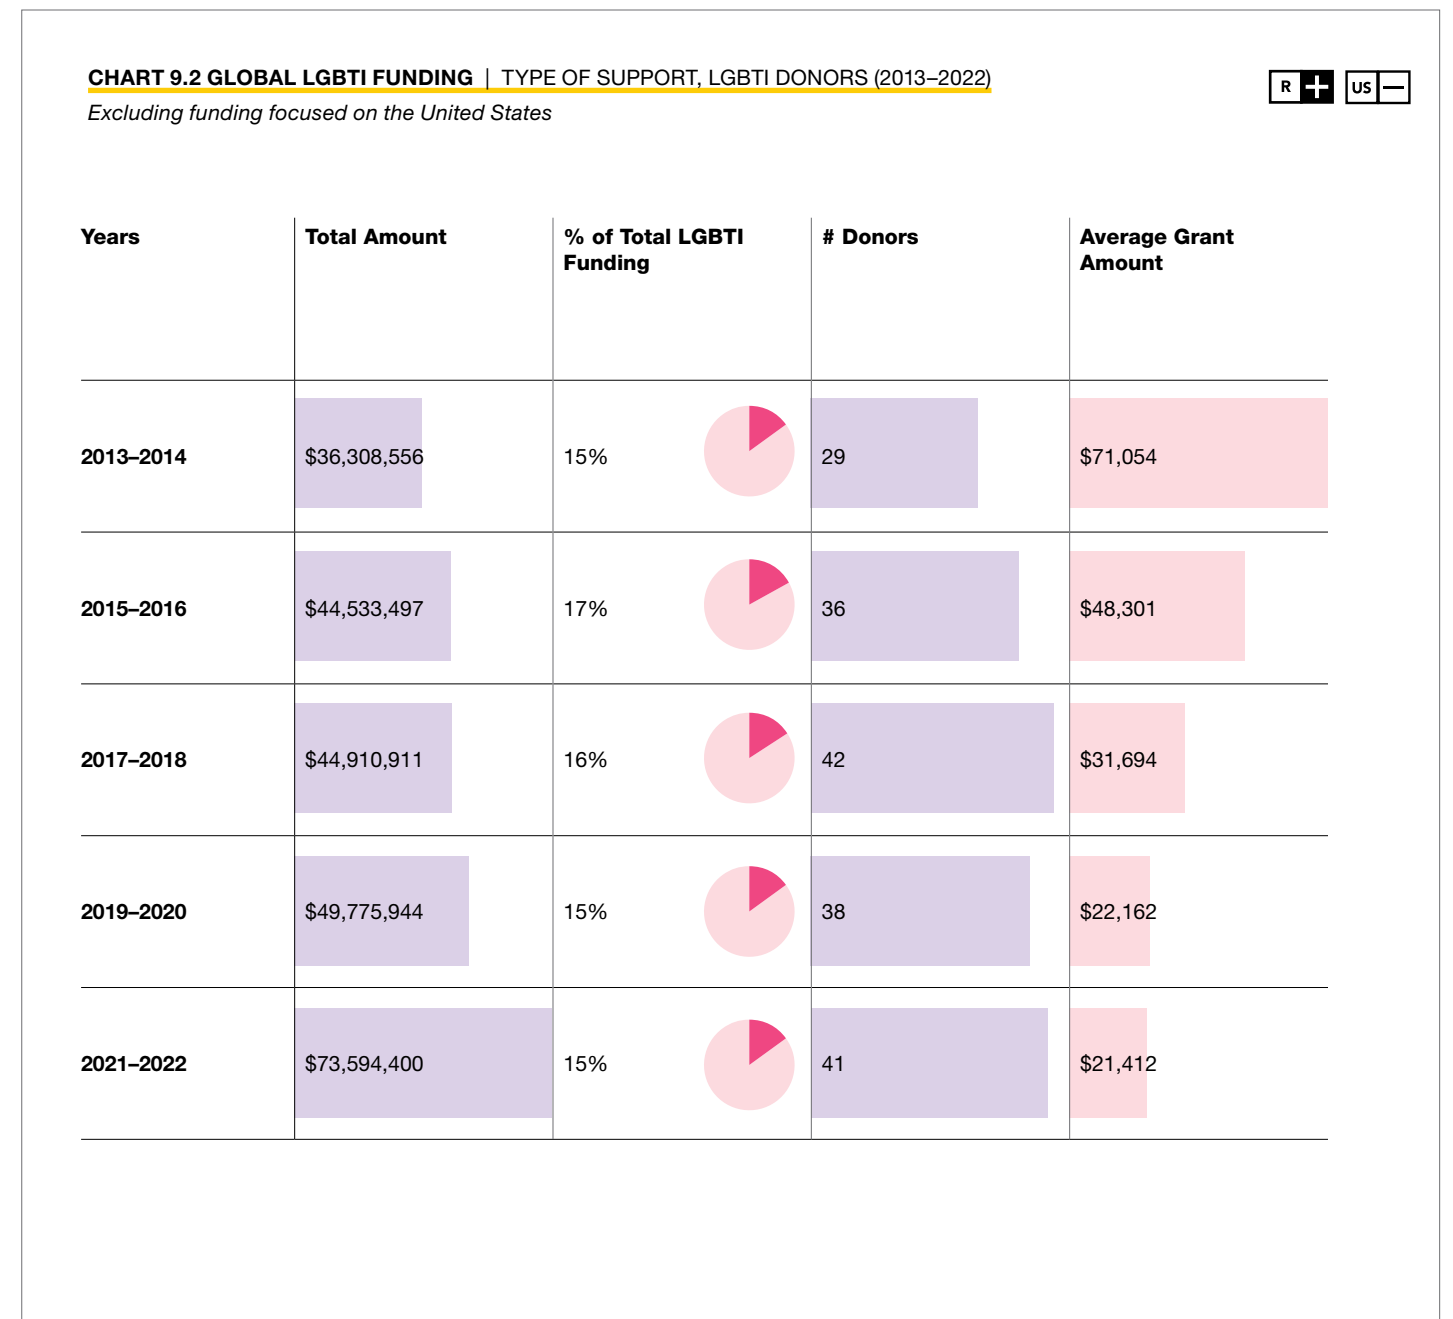 CHART 9.2 GLOBAL LGBTI FUNDING | TYPE OF SUPPORT, LGBTI DONORS (2013–2022)
R + US —
Excluding funding focused on the United States
Years Total Amount % of Total LGBTI # Donors Average Grant
Funding Amount
2013–2014 $36,308,556 15% 29 $71,054
2015–2016 $44,533,497 17% 36 $48,301
2017–2018 $44,910,911 16% 42 $31,694
2019–2020 $49,775,944 15% 38 $22,162
2021–2022 $73,594,400 15% 41 $21,412